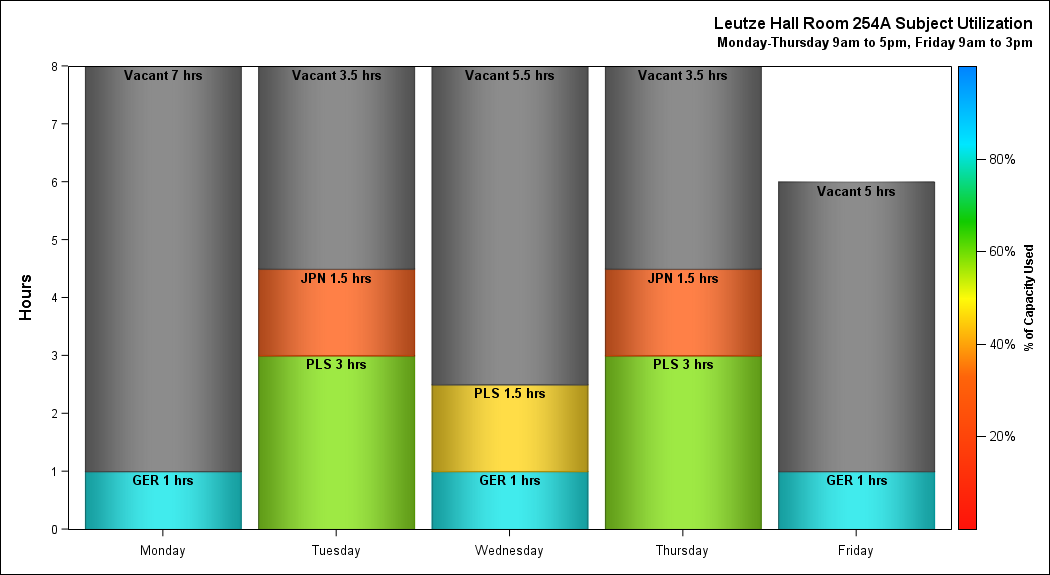 Leutze Hall Room 254A Subject Utilization
Monday-Thursday 9am to 5pm, Friday 9am to 3pm
Hours
8
7
6
5
4
3
2
1
0
Vacant 7 hrs
GER 1 hrs
Vacant 3.5 hrs
JPN 1.5 hrs
PLS 3 hrs
Vacant 5.5 hrs
PLS 1.5 hrs
GER 1 hrs
Vacant 3.5 hrs
JPN 1.5 hrs
PLS 3 hrs
Vacant 5 hrs
GER 1 hrs
Monday
Tuesday
Wednesday
Thursday
Friday
80%
60%
40%
20%
% of Capacity Used